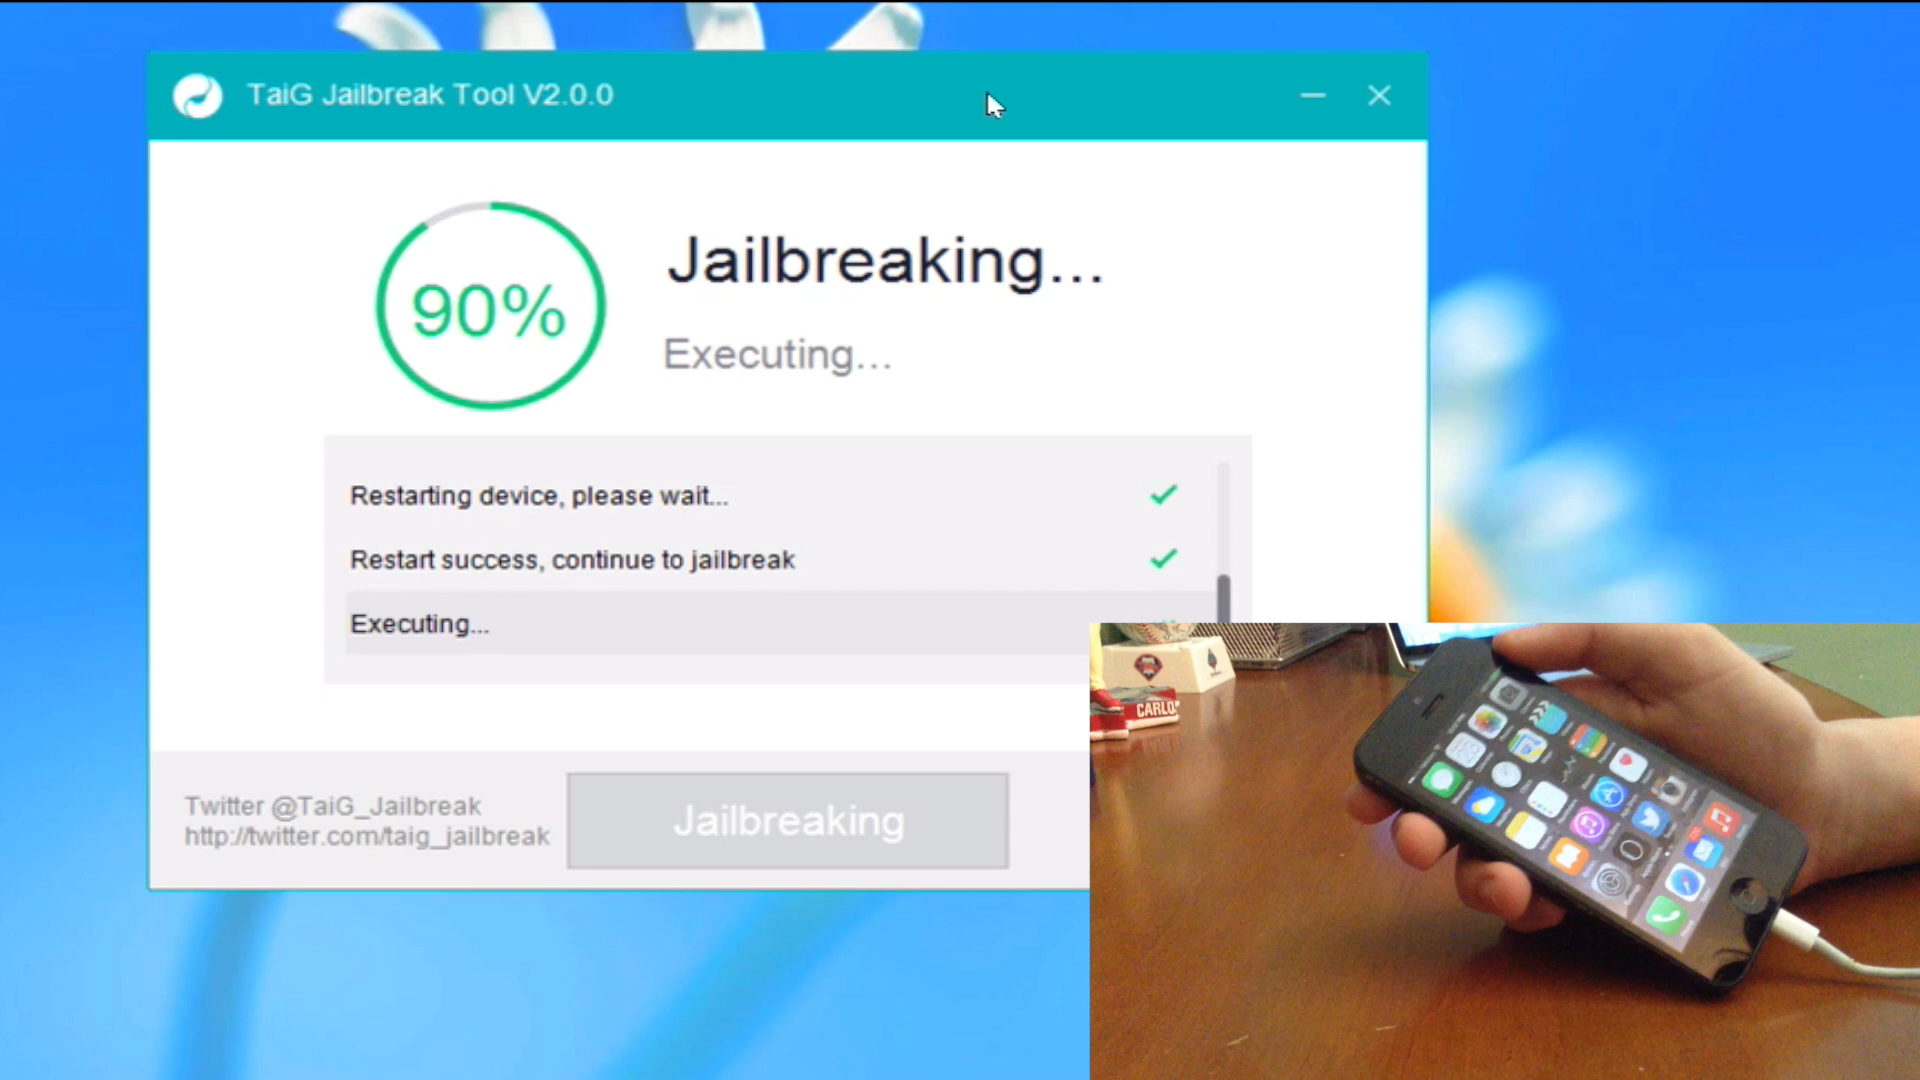 TaiG Jailbreak Tool V2.0.0
90%
Jailbreaking...
Executing...
Restarting device, please wait...
Restart success, continue to jailbreak
Executing...
Twitter @TaiG_Jailbreak
http://twitter.com/taig_jailbreak
Jailbreaking
CARLO